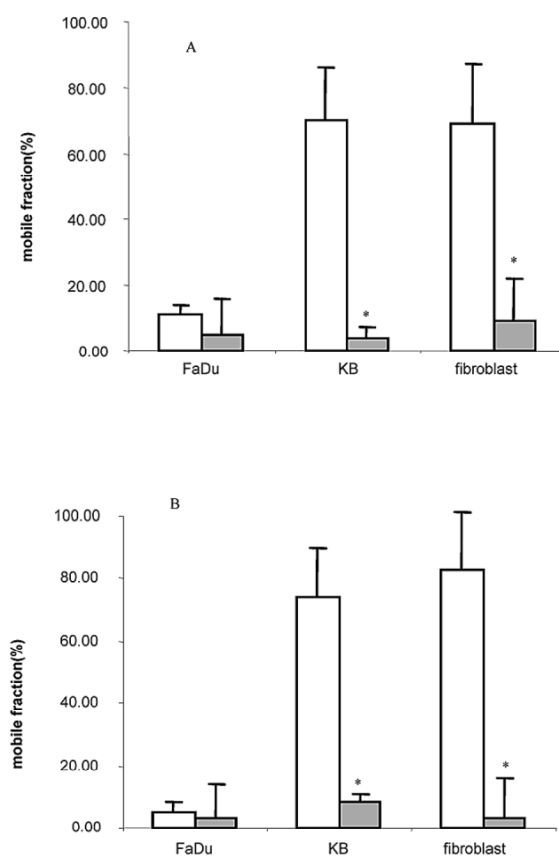 A
mobile fraction(%)
100.00
80.00
60.00
40.00
20.00
0.00
*
*
FaDu KB fibroblast
B
mobile fraction(%)
100.00
80.00
60.00
40.00
20.00
0.00
*
*
FaDu KB fibroblast